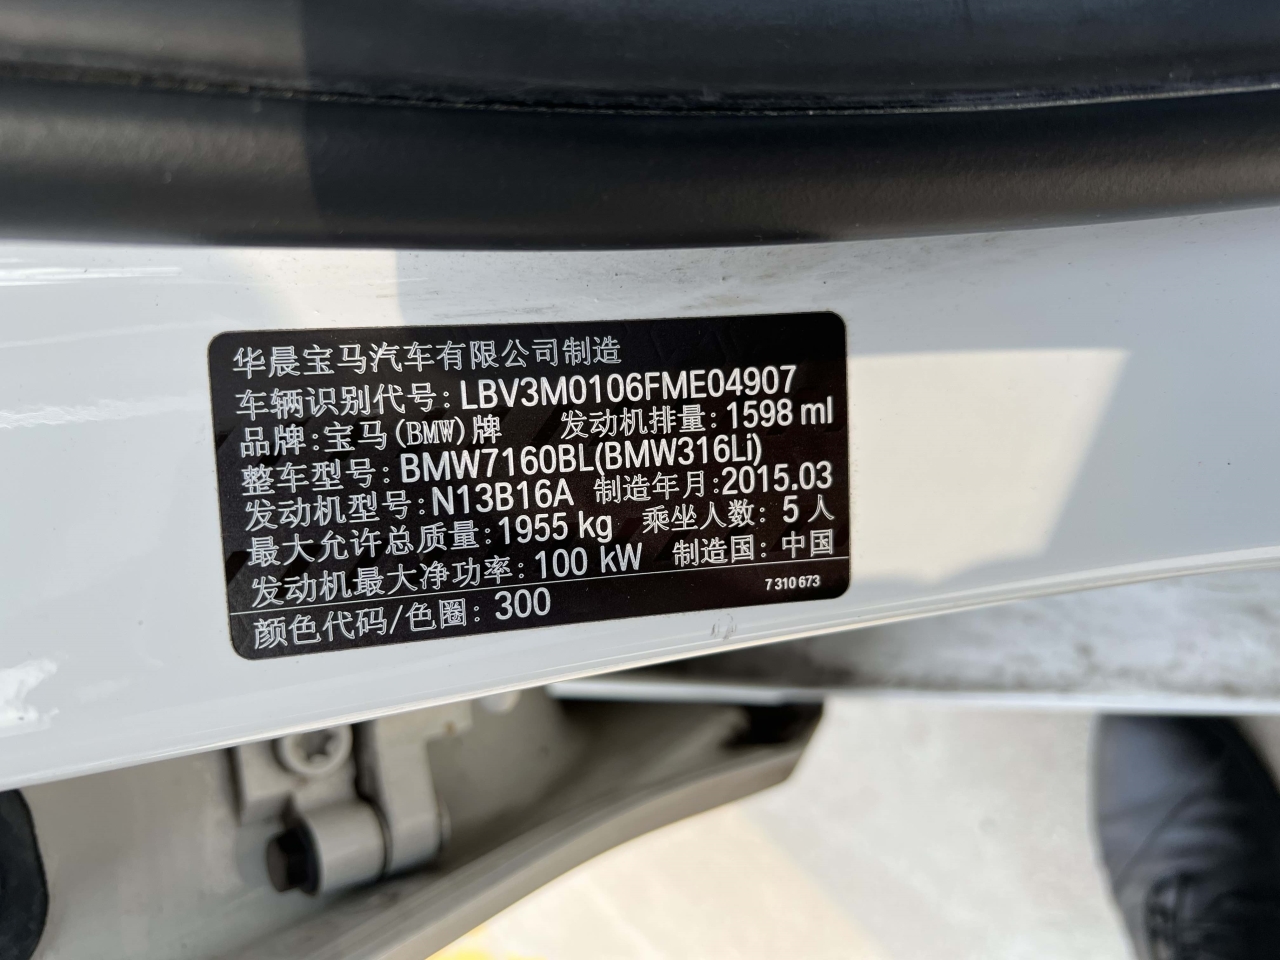 华晨宝马汽车有限公司制造
车辆识别代号: LBV3M0106FME04907
品牌:宝马(BMW)牌 发动机排量: 1598 ml
整车型号: BMW7160BL(BMW316Li)
发动机型号: N13B16A 制造年月:2015.03
最大允许总质量: 1955 kg 乘坐人数: 5 人
发动机最大净功率: 100 kW 制造国: 中国
颜色代码/色圈: 300 7 310 673